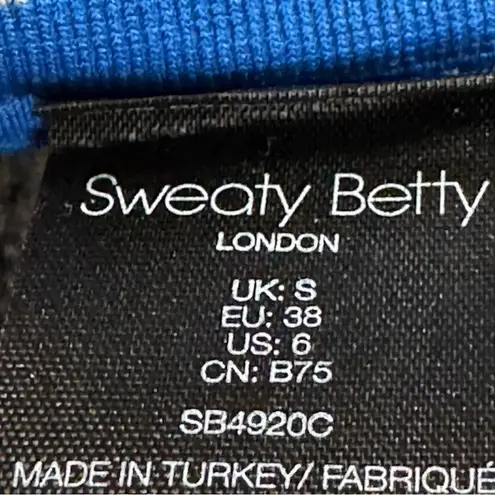 Sweaty Betty
LONDON
UK: S
EU: 38
US: 6
CN: B75
SB4920C
MADE IN TURKEY/ FABRIQUÉ